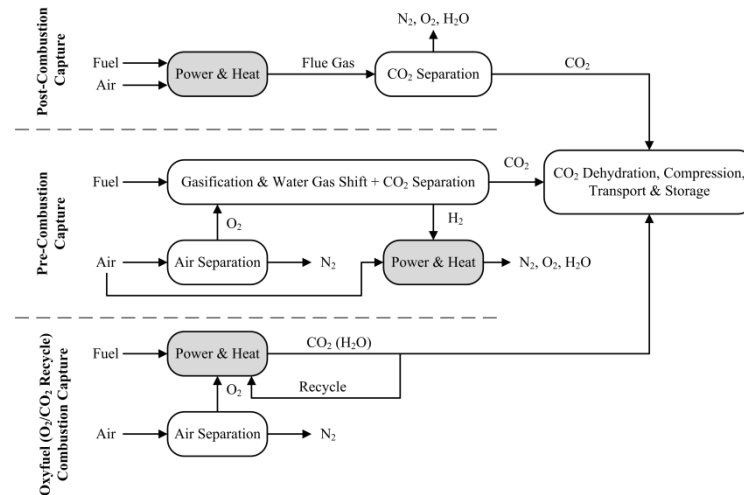 Post-Combustion
Capture
Fuel
Air
Power & Heat
Flue Gas
N₂, O₂, H₂O
CO₂ Separation
CO₂
Pre-Combustion
Capture
Fuel
Gasification & Water Gas Shift + CO₂ Separation
CO₂
CO₂ Dehydration, Compression,
Transport & Storage
O₂
H₂
Air
Air Separation
N₂
Power & Heat
N₂, O₂, H₂O
Oxyfuel (O₂/CO₂ Recycle)
Combustion Capture
Fuel
Power & Heat
CO₂ (H₂O)
Recycle
O₂
Air
Air Separation
N₂